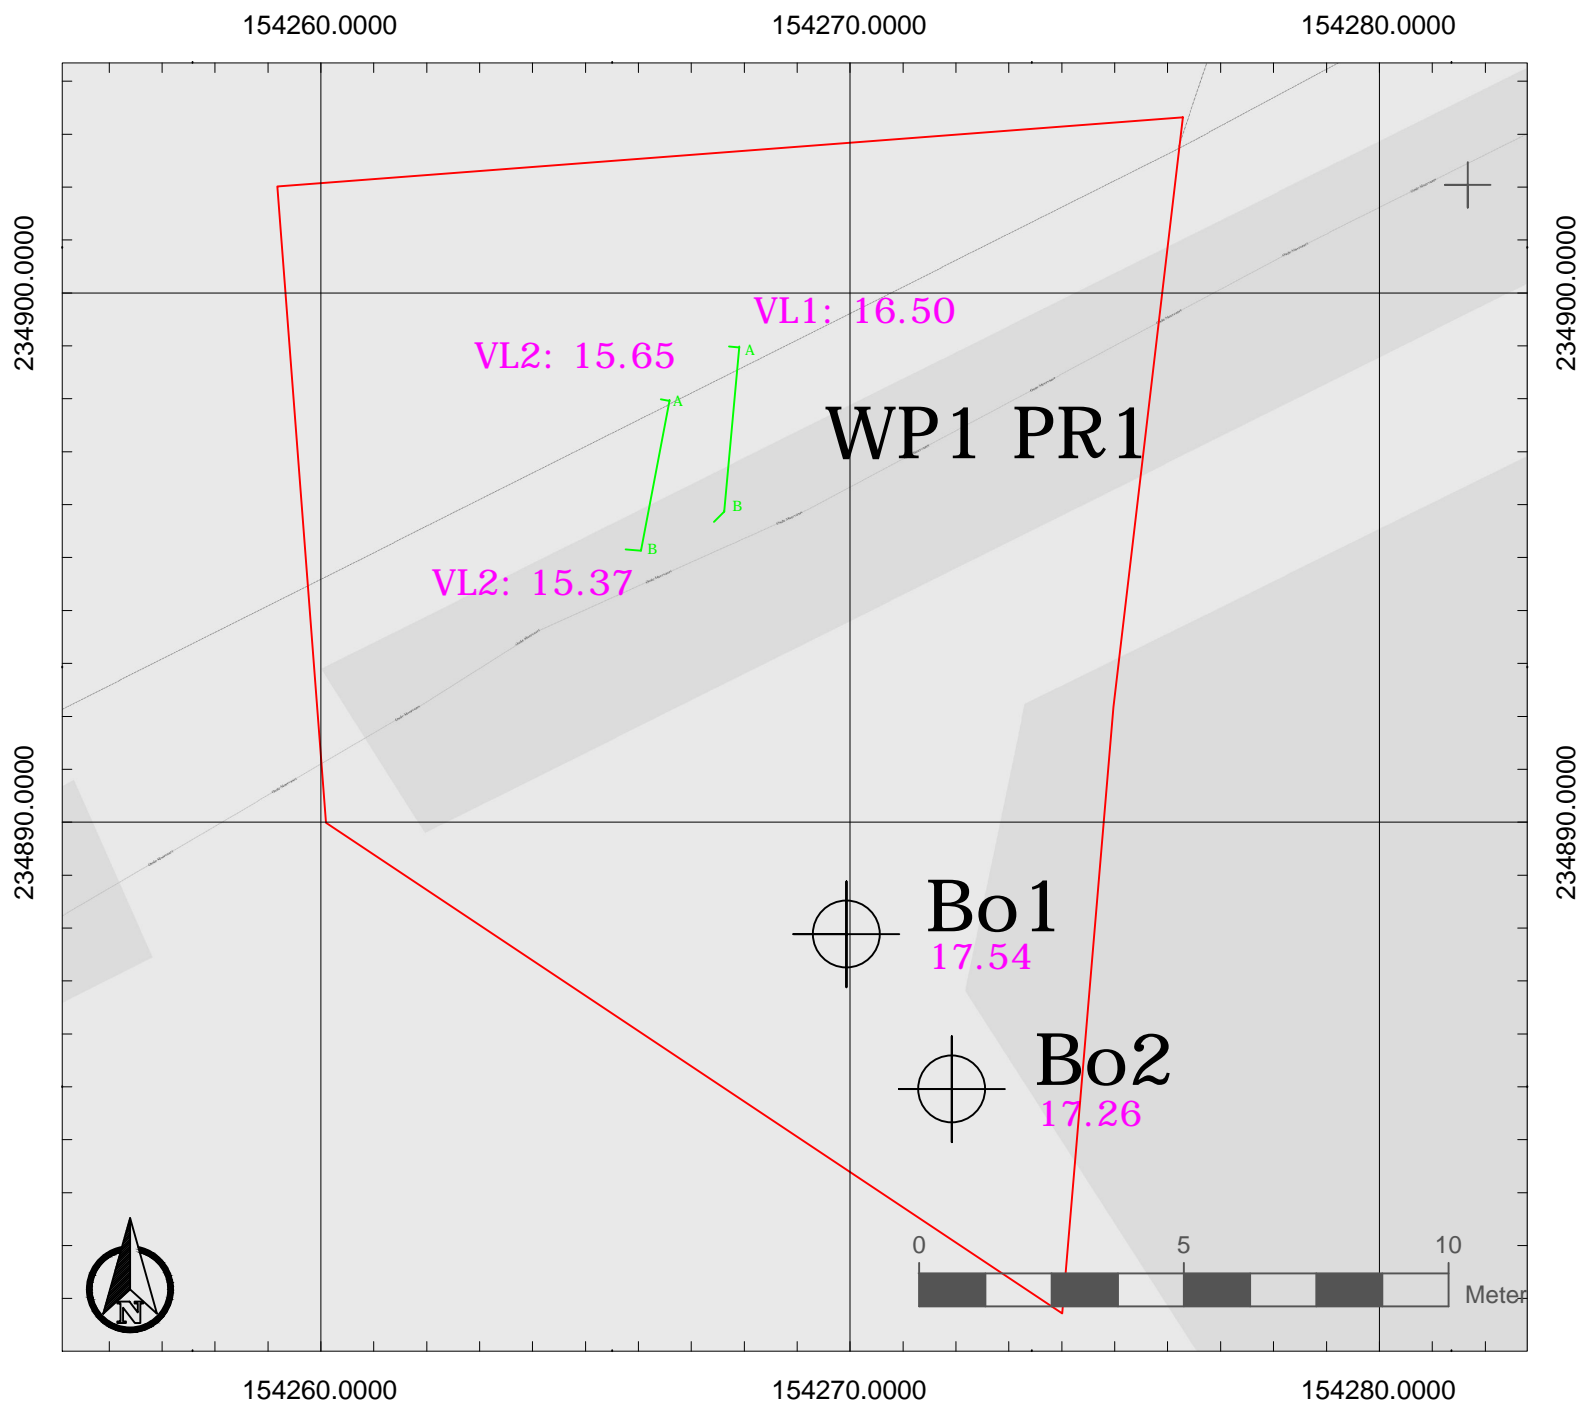 154260.0000 154270.0000 154280.0000
234900.0000 234900.0000
VL1: 16.50
VL2: 15.65
A
A
WP1 PR1
B
B
VL2: 15.37
234890.0000 234890.0000
Bo1
17.54
Bo2
17.26
0 5 10
Meter
N
154260.0000 154270.0000 154280.0000